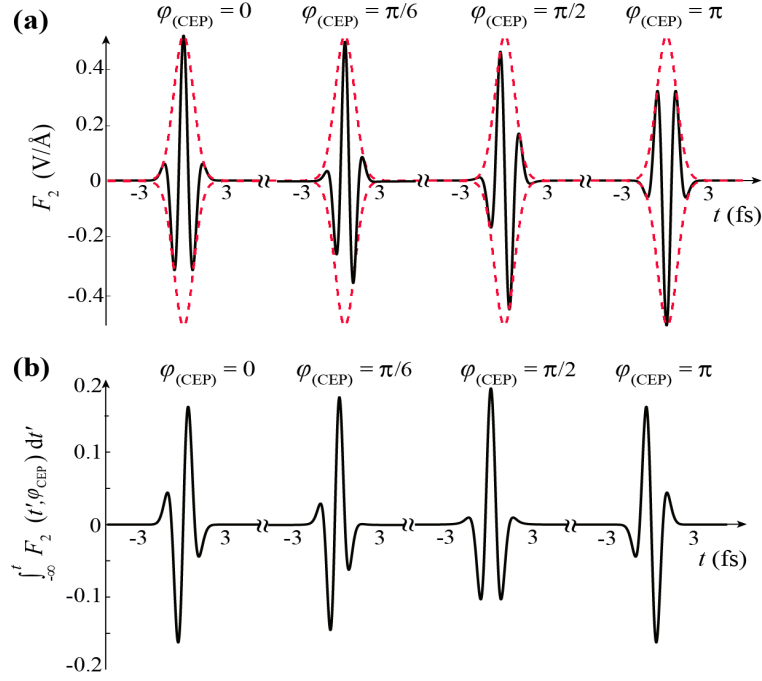 (a)
φ(CEP) = 0 φ(CEP) = π/6 φ(CEP) = π/2 φ(CEP) = π
F2 (V/Å)
0.4
0.2
0
-0.2
-0.4
-3 3 -3 3 -3 3 -3 3
t (fs)
(b)
φ(CEP) = 0 φ(CEP) = π/6 φ(CEP) = π/2 φ(CEP) = π
∫-∞t F2 (t′,φCEP) dt′
0.2
0.1
0
-0.1
-0.2
-3 3 -3 3 -3 3 -3 3
t (fs)